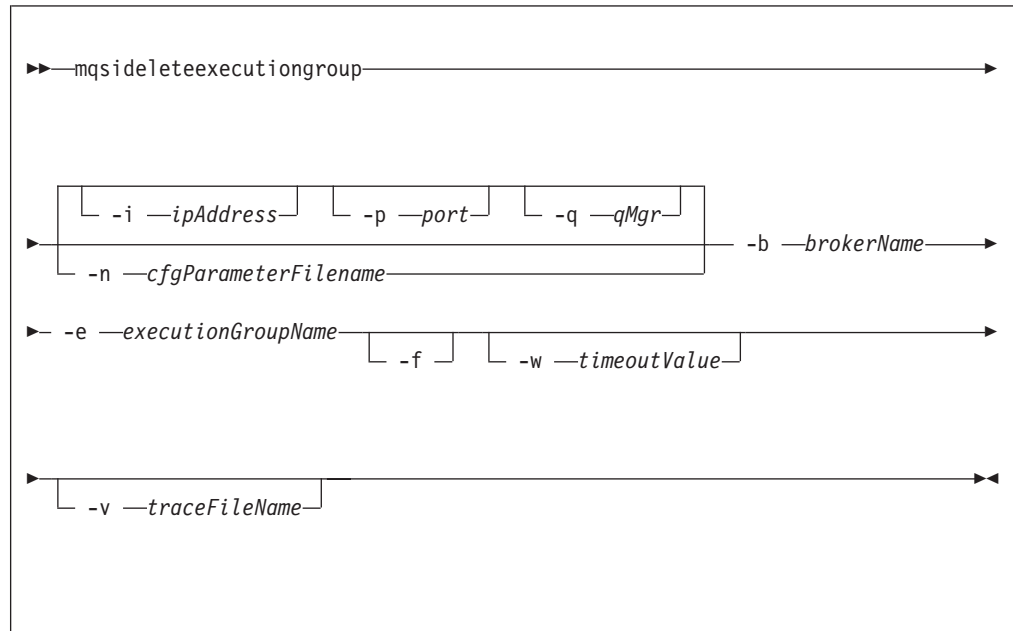 mqsideleteexecutiongroup
-i ipAddress -p port -q qMgr
-n cfgParameterFilename -b brokerName
-e executionGroupName -f -w timeoutValue
-v traceFileName